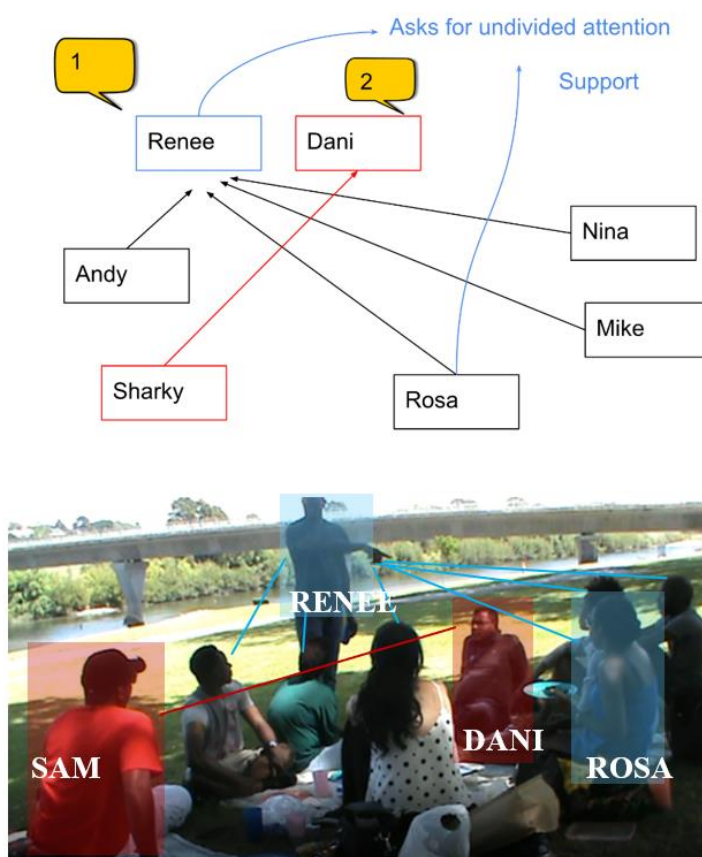 Asks for undivided attention
1
2
Support
Renee
Dani
Nina
Andy
Mike
Sharky
Rosa
RENEE
SAM
DANI
ROSA